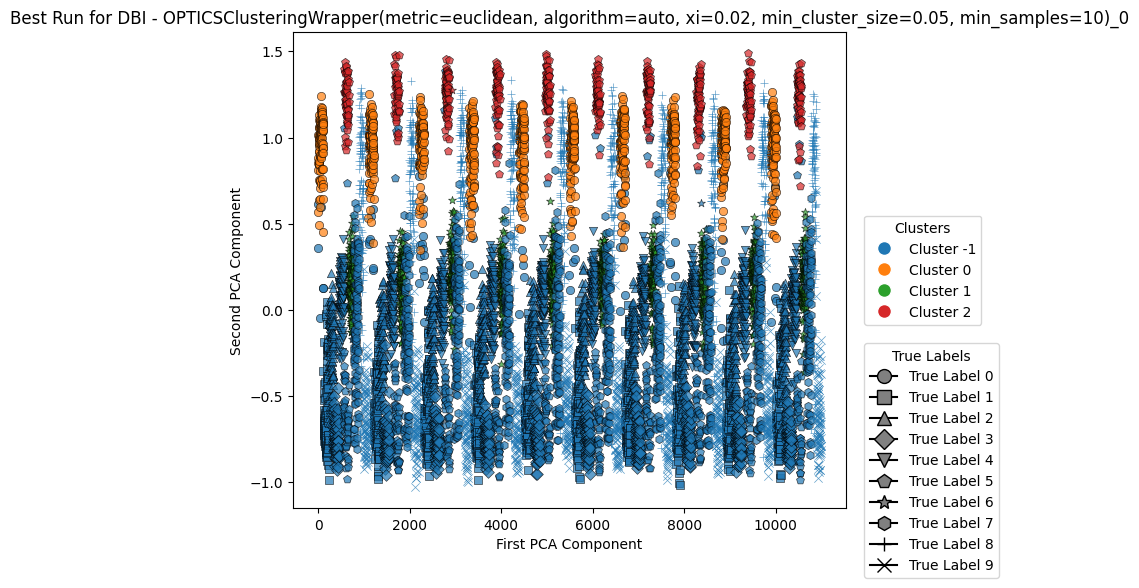 Best Run for DBI - OPTICSClusteringWrapper(metric=euclidean, algorithm=auto, xi=0.02, min_cluster_size=0.05, min_samples=10)_0
1.5
1.0
0.5
0.0
−0.5
−1.0
Second PCA Component
0 2000 4000 6000 8000 10000
First PCA Component
Clusters
Cluster -1
Cluster 0
Cluster 1
Cluster 2
True Labels
True Label 0
True Label 1
True Label 2
True Label 3
True Label 4
True Label 5
True Label 6
True Label 7
True Label 8
True Label 9